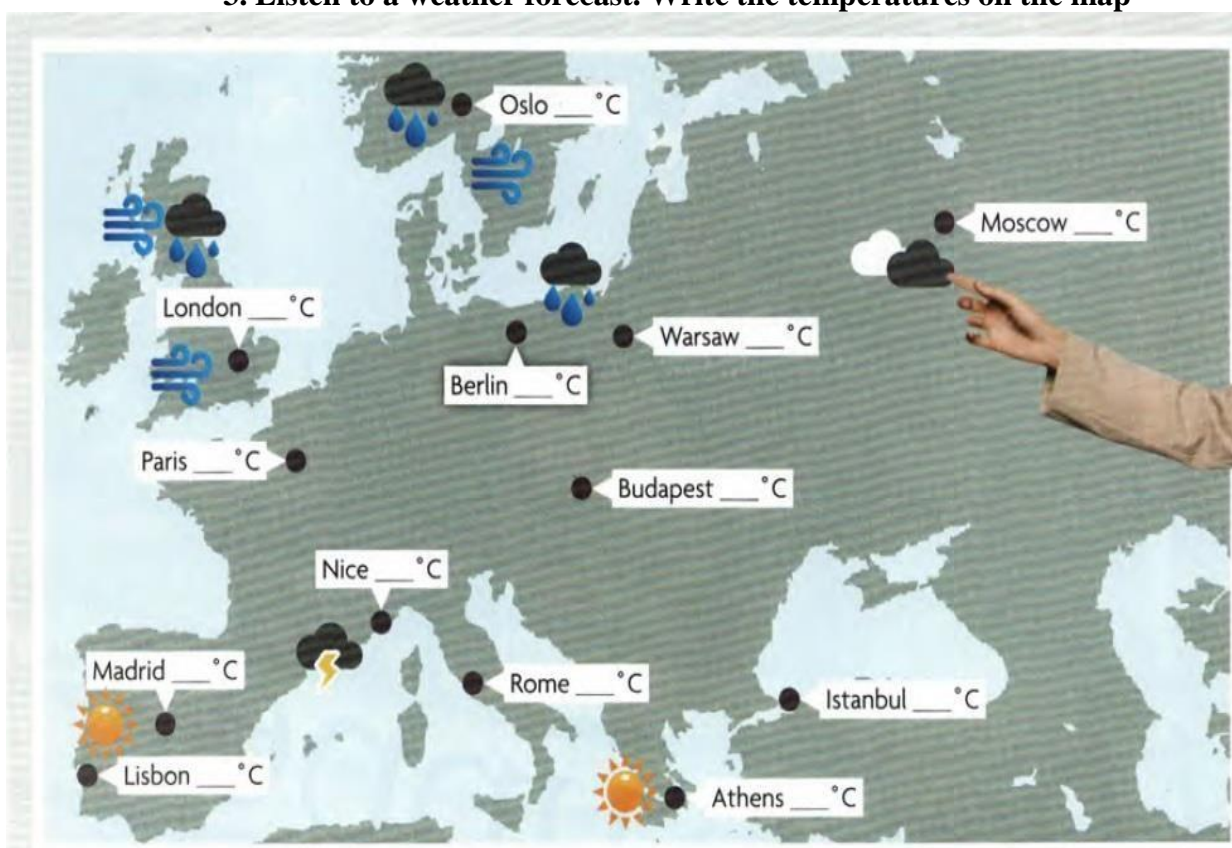 3. Listen to a weather forecast. Write the temperatures on the map
Oslo ___ °C
Moscow ___ °C
London ___ °C
Warsaw ___ °C
Berlin ___ °C
Paris ___ °C
Budapest ___ °C
Nice ___ °C
Madrid ___ °C
Rome ___ °C
Istanbul ___ °C
Lisbon ___ °C
Athens ___ °C